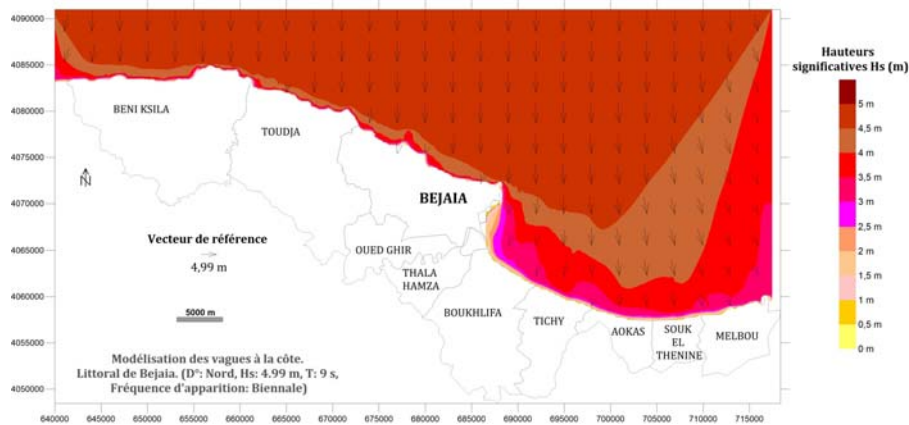 4090000
4085000
4080000
4075000
4070000
4065000
4060000
4055000
4050000
640000 645000 650000 655000 660000 665000 670000 675000 680000 685000 690000 695000 700000 705000 710000 715000
BENI KSILA
TOUDJA
BEJAIA
N
OUED GHIR
THALA
HAMZA
BOUKHLIFA
TICHY
AOKAS
SOUK
EL
THENINE
MELBOU
Vecteur de référence
4,99 m
5000 m
Modélisation des vagues à la côte.
Littoral de Bejaia. (D°: Nord, Hs: 4.99 m, T: 9 s,
Fréquence d'apparition: Biennale)
Hauteurs
significatives Hs (m)
5 m
4,5 m
4 m
3,5 m
3 m
2,5 m
2 m
1,5 m
1 m
0,5 m
0 m